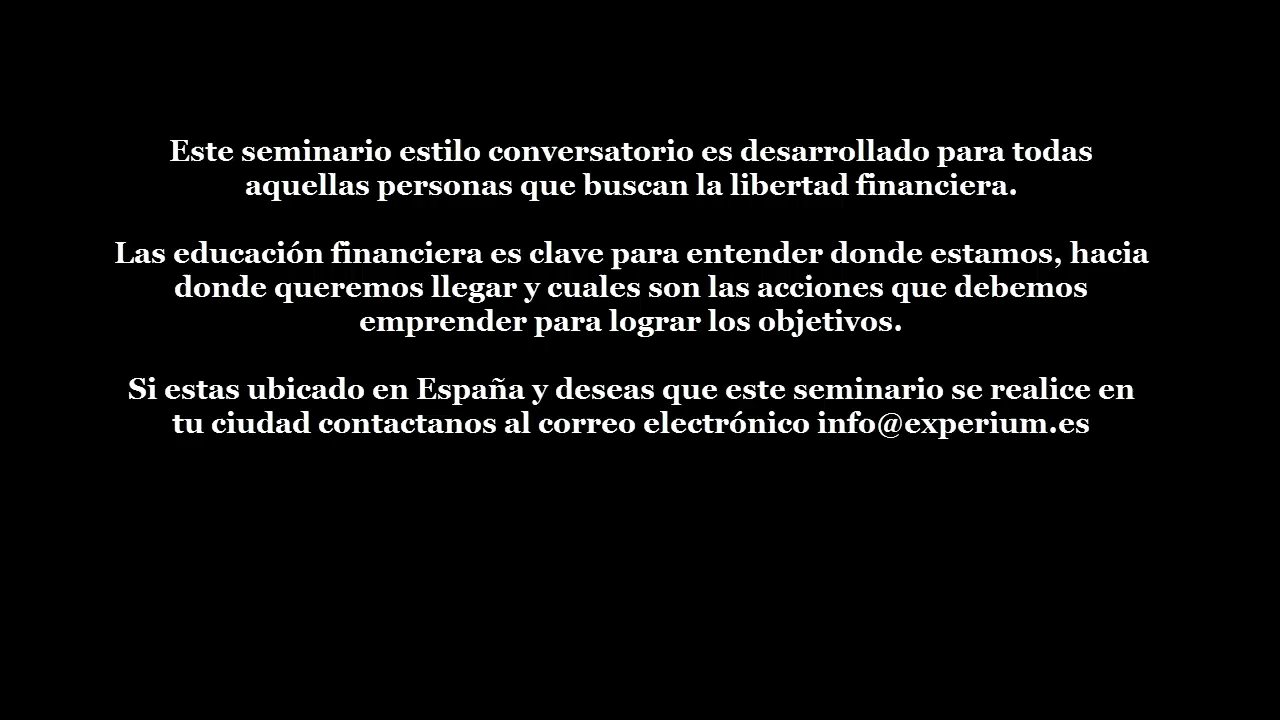 Este seminario estilo conversatorio es desarrollado para todas
aquellas personas que buscan la libertad financiera.
Las educación financiera es clave para entender donde estamos, hacia
donde queremos llegar y cuales son las acciones que debemos
emprender para lograr los objetivos.
Si estas ubicado en España y deseas que este seminario se realice en
tu ciudad contactanos al correo electrónico info@experium.es